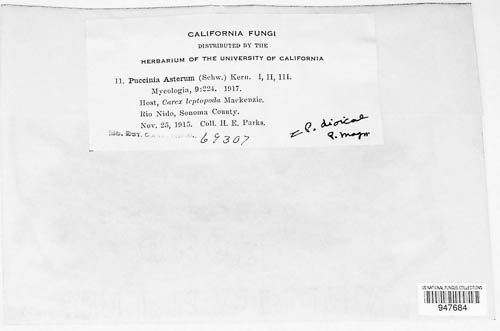 CALIFORNIA FUNGI
DISTRIBUTED BY THE
HERBARIUM OF THE UNIVERSITY OF CALIFORNIA
11. Puccinia Asterum (Schw.) Kern. I, II, III.
Mycologia, 9:224. 1917.
Host, Carex leptopoda Mackenzie.
Rio Nido, Sonoma County.
Nov. 25, 1915. Coll. H. E. Parks.
69307
= P. dioicae
P. Magn
US NATIONAL FUNGUS COLLECTIONS
947684